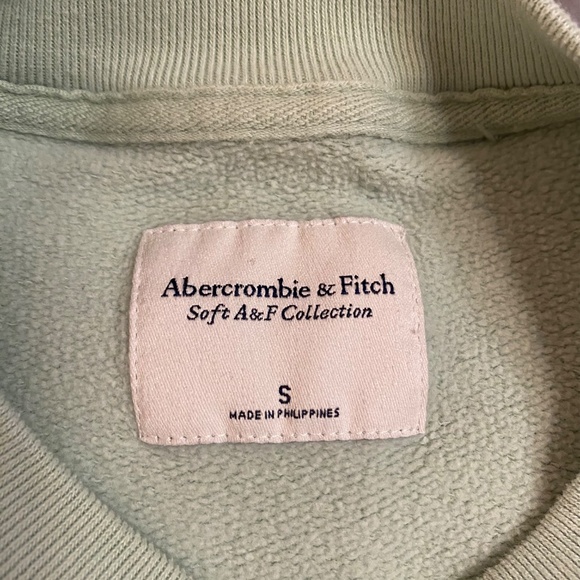 Abercrombie & Fitch
Soft A&F Collection
S
MADE IN PHILIPPINES